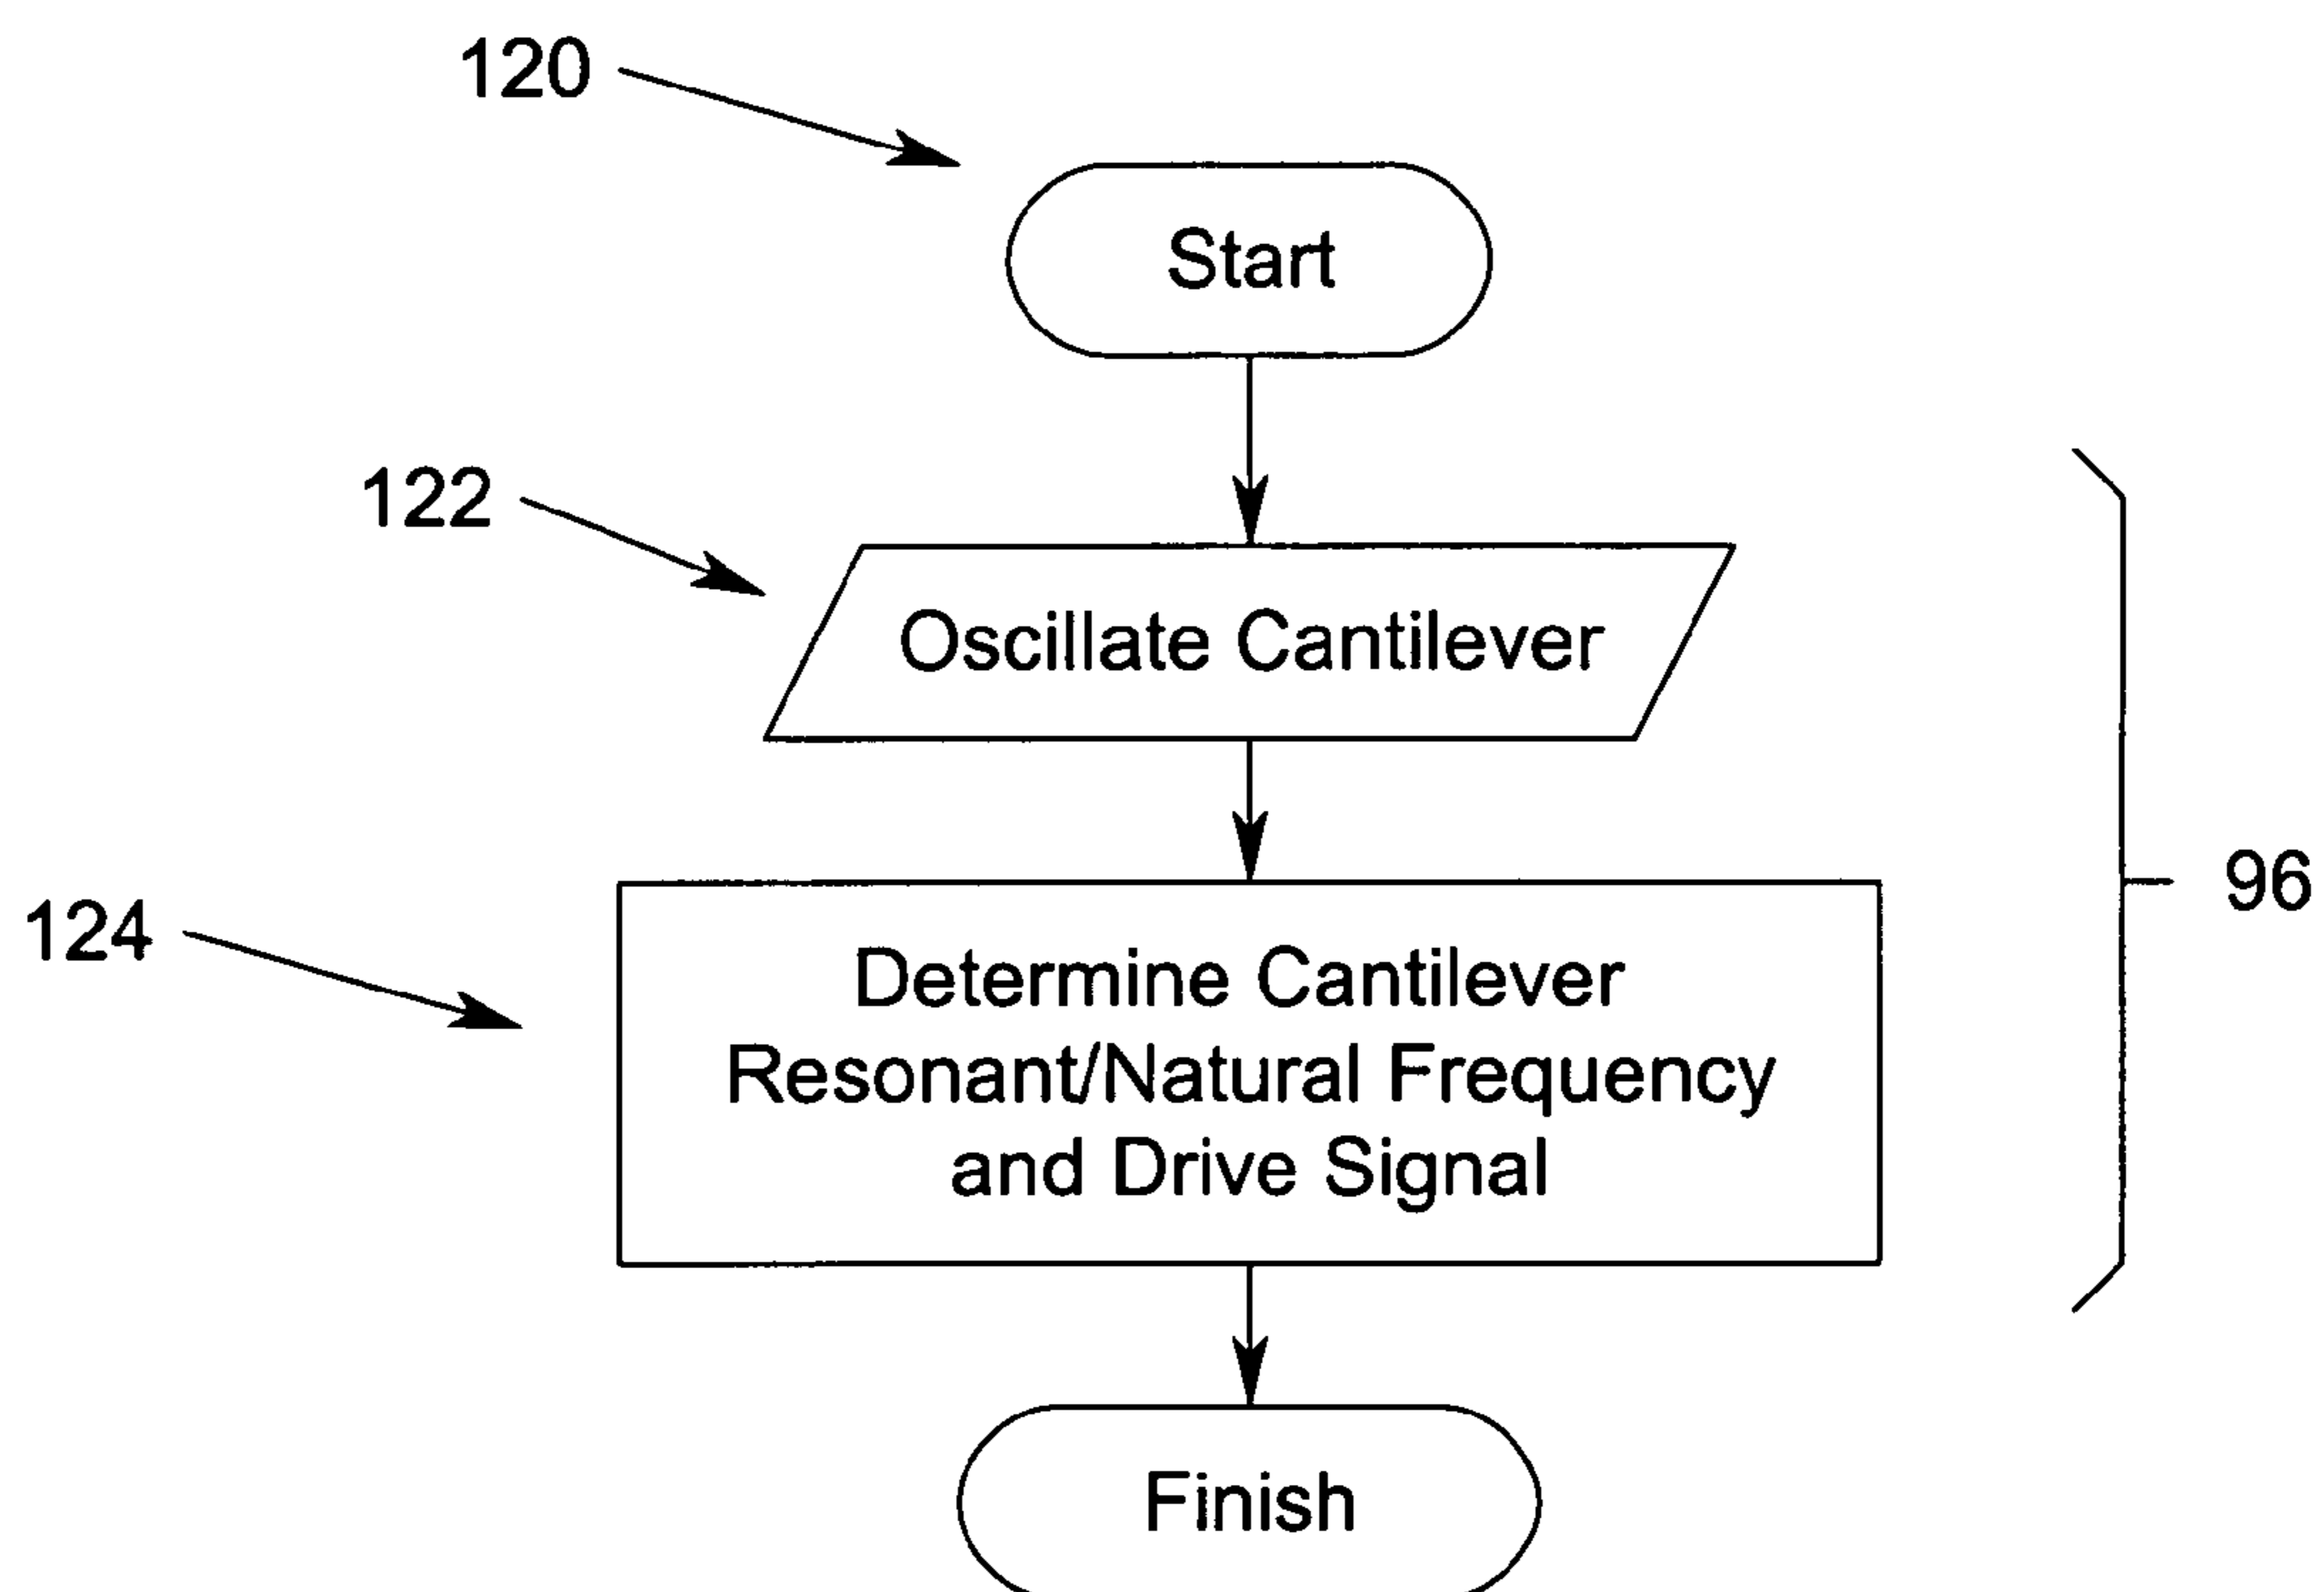 120
Start
122
Oscillate Cantilever
124
Determine Cantilever
Resonant/Natural Frequency
and Drive Signal
96
Finish